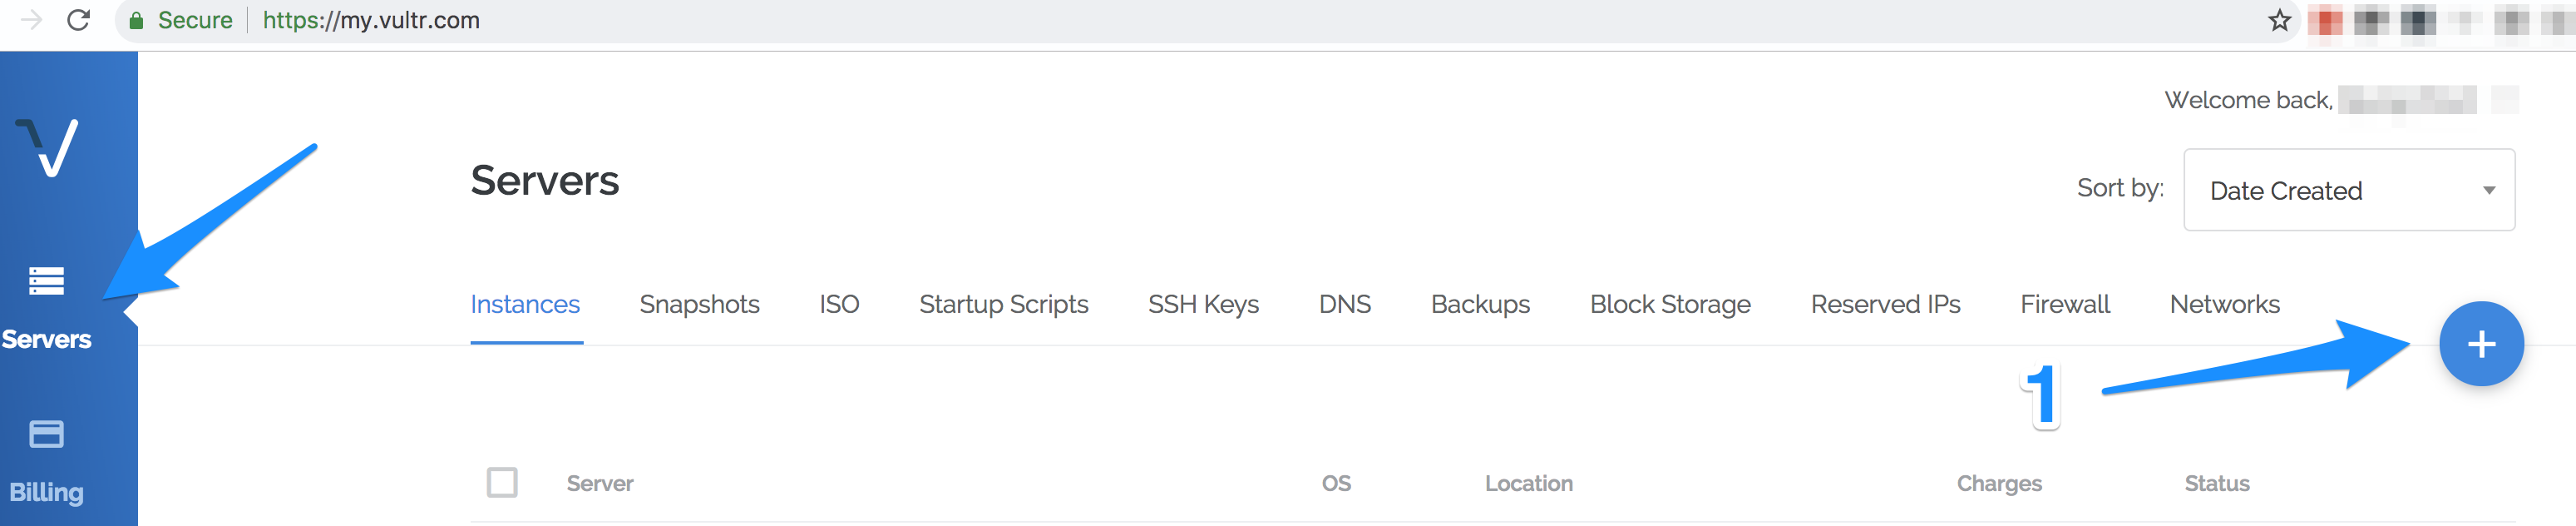 Secure https://my.vultr.com
Welcome back,
Servers
Sort by: Date Created
Instances Snapshots ISO Startup Scripts SSH Keys DNS Backups Block Storage Reserved IPs Firewall Networks
Servers
1
+
Billing
Server OS Location Charges Status